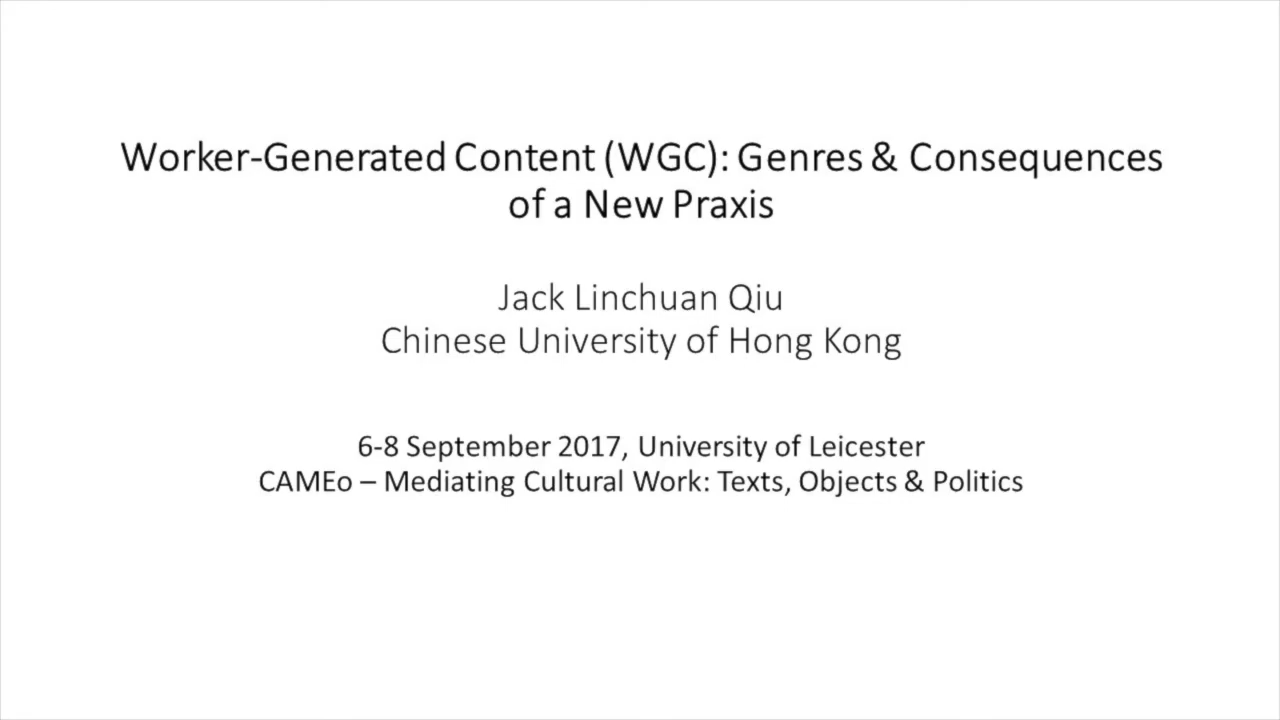 Worker-Generated Content (WGC): Genres & Consequences
of a New Praxis
Jack Linchuan Qiu
Chinese University of Hong Kong
6-8 September 2017, University of Leicester
CAMEo – Mediating Cultural Work: Texts, Objects & Politics